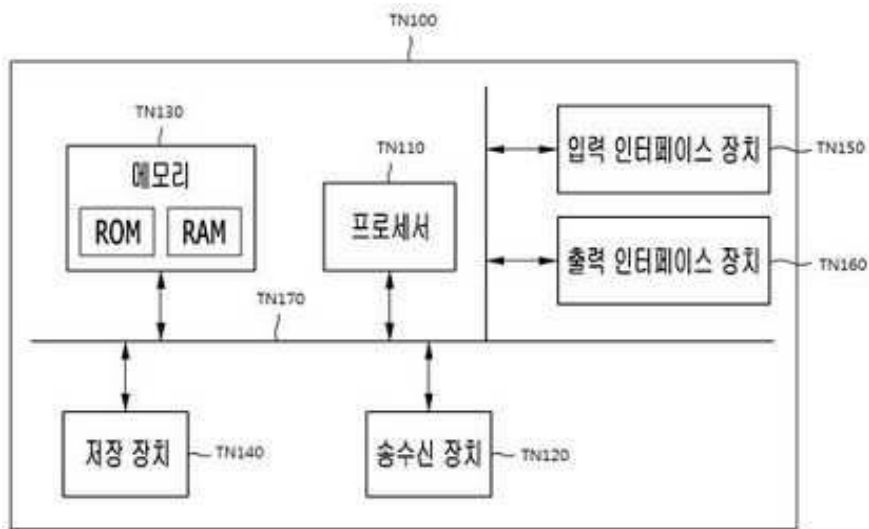 TN100
TN130
메모리
ROM RAM
TN110
프로세서
입력 인터페이스 장치
TN150
출력 인터페이스 장치
TN160
TN170
저장 장치
TN140
송수신 장치
TN120